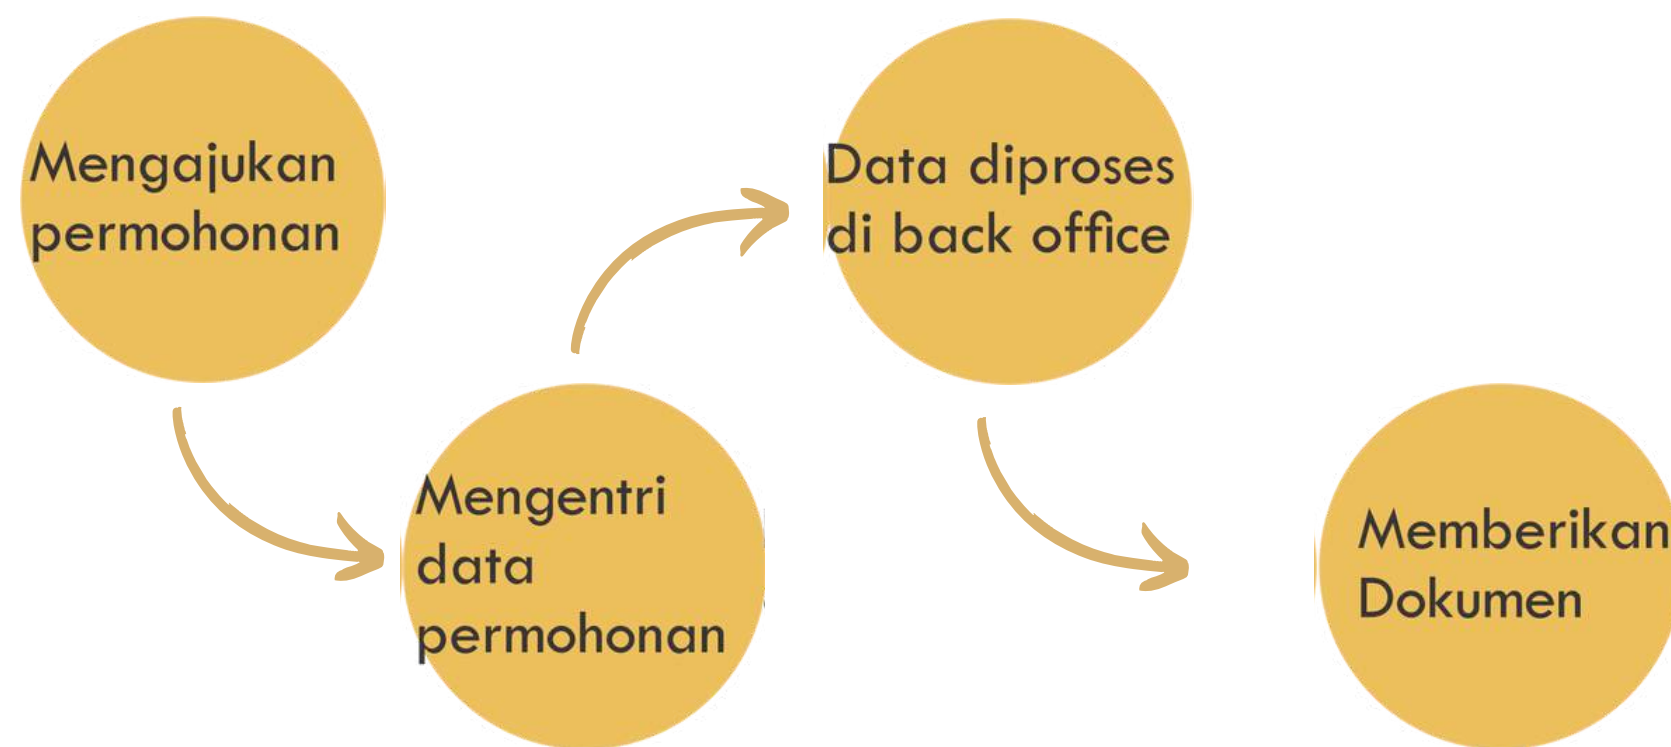 Mengajukan
permohonan
Mengentri
data
permohonan
Data diproses
di back office
Memberikan
Dokumen